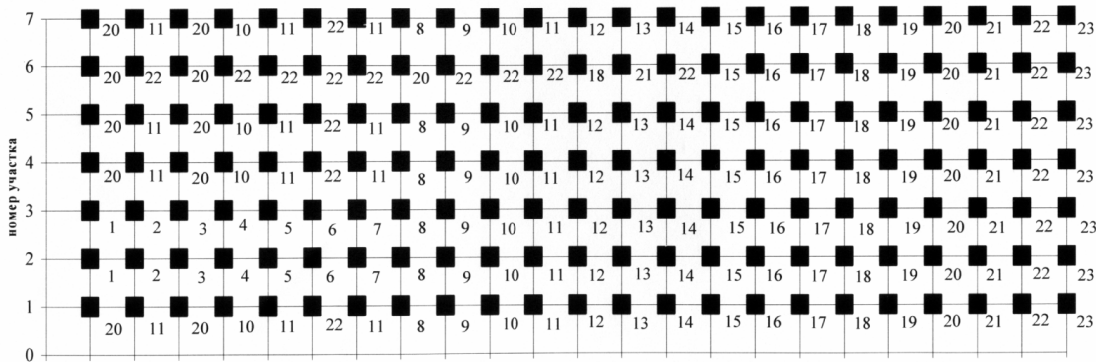 номер участка
7 20 11 20 10 11 22 11 8 9 10 11 12 13 14 15 16 17 18 19 20 21 22 23
6 20 22 20 22 22 22 22 20 22 22 22 18 21 22 15 16 17 18 19 20 21 22 23
5 20 11 20 10 11 22 11 8 9 10 11 12 13 14 15 16 17 18 19 20 21 22 23
4 20 11 20 10 11 22 11 8 9 10 11 12 13 14 15 16 17 18 19 20 21 22 23
3 1 2 3 4 5 6 7 8 9 10 11 12 13 14 15 16 17 18 19 20 21 22 23
2 1 2 3 4 5 6 7 8 9 10 11 12 13 14 15 16 17 18 19 20 21 22 23
1 20 11 20 10 11 22 11 8 9 10 11 12 13 14 15 16 17 18 19 20 21 22 23
0